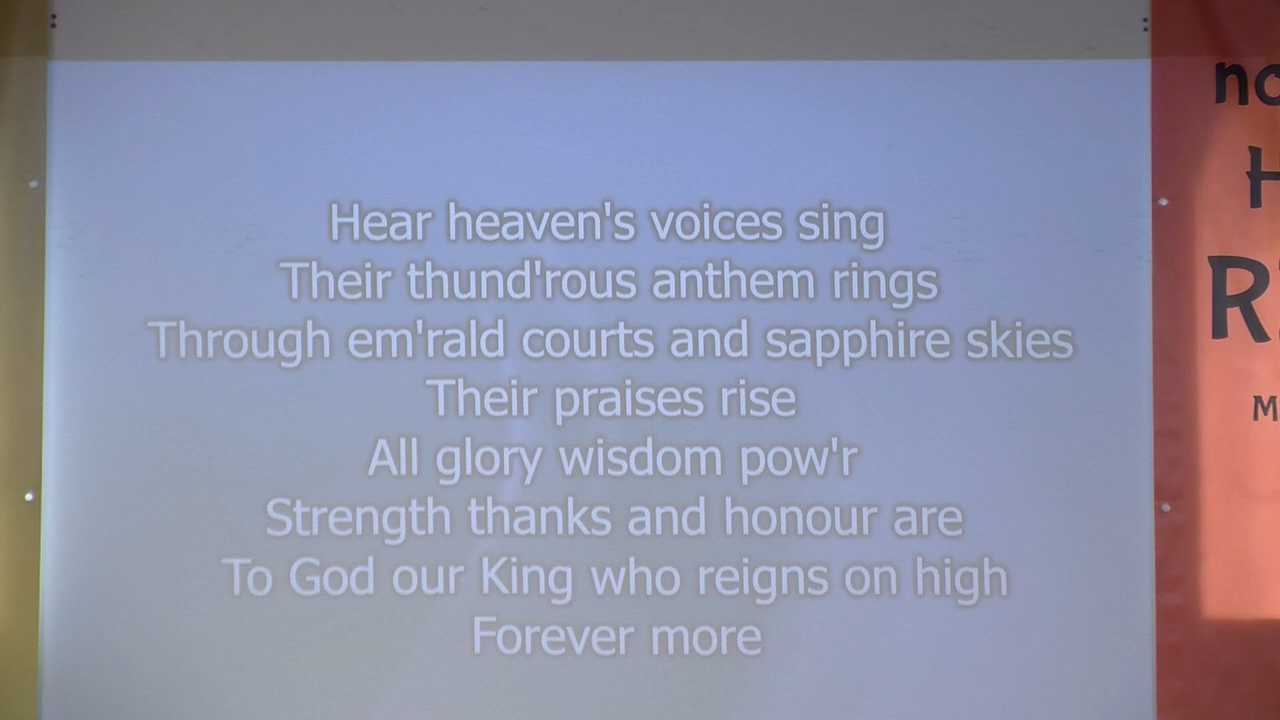 Hear heaven's voices sing
Their thund'rous anthem rings
Through em'rald courts and sapphire skies
Their praises rise
All glory wisdom pow'r
Strength thanks and honour are
To God our King who reigns on high
Forever more